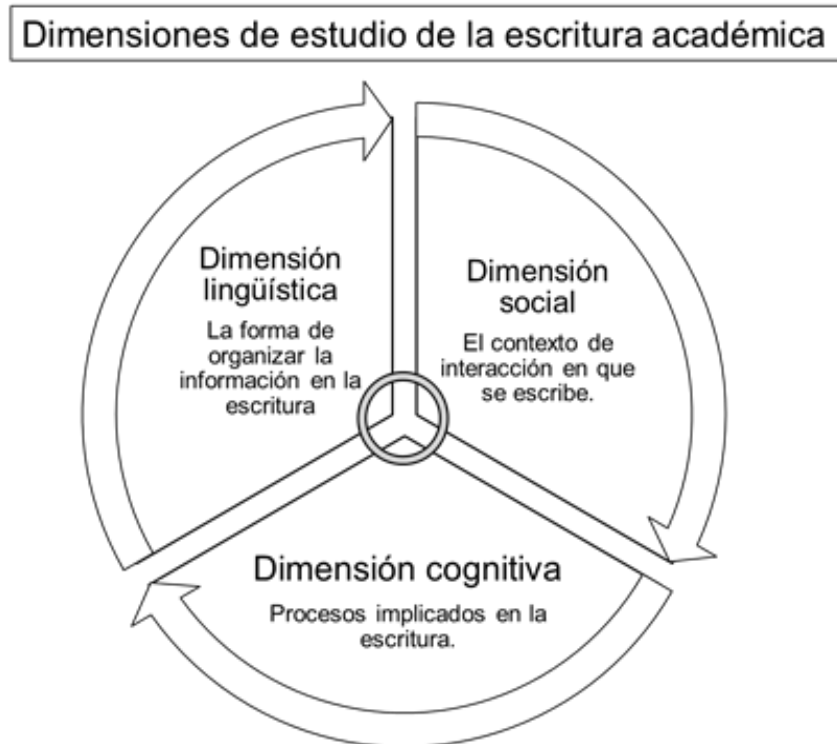 Dimensiones de estudio de la escritura académica
Dimensión
lingüística
La forma de
organizar la
información en la
escritura
Dimensión
social
El contexto de
interacción en que
se escribe.
Dimensión cognitiva
Procesos implicados en la
escritura.